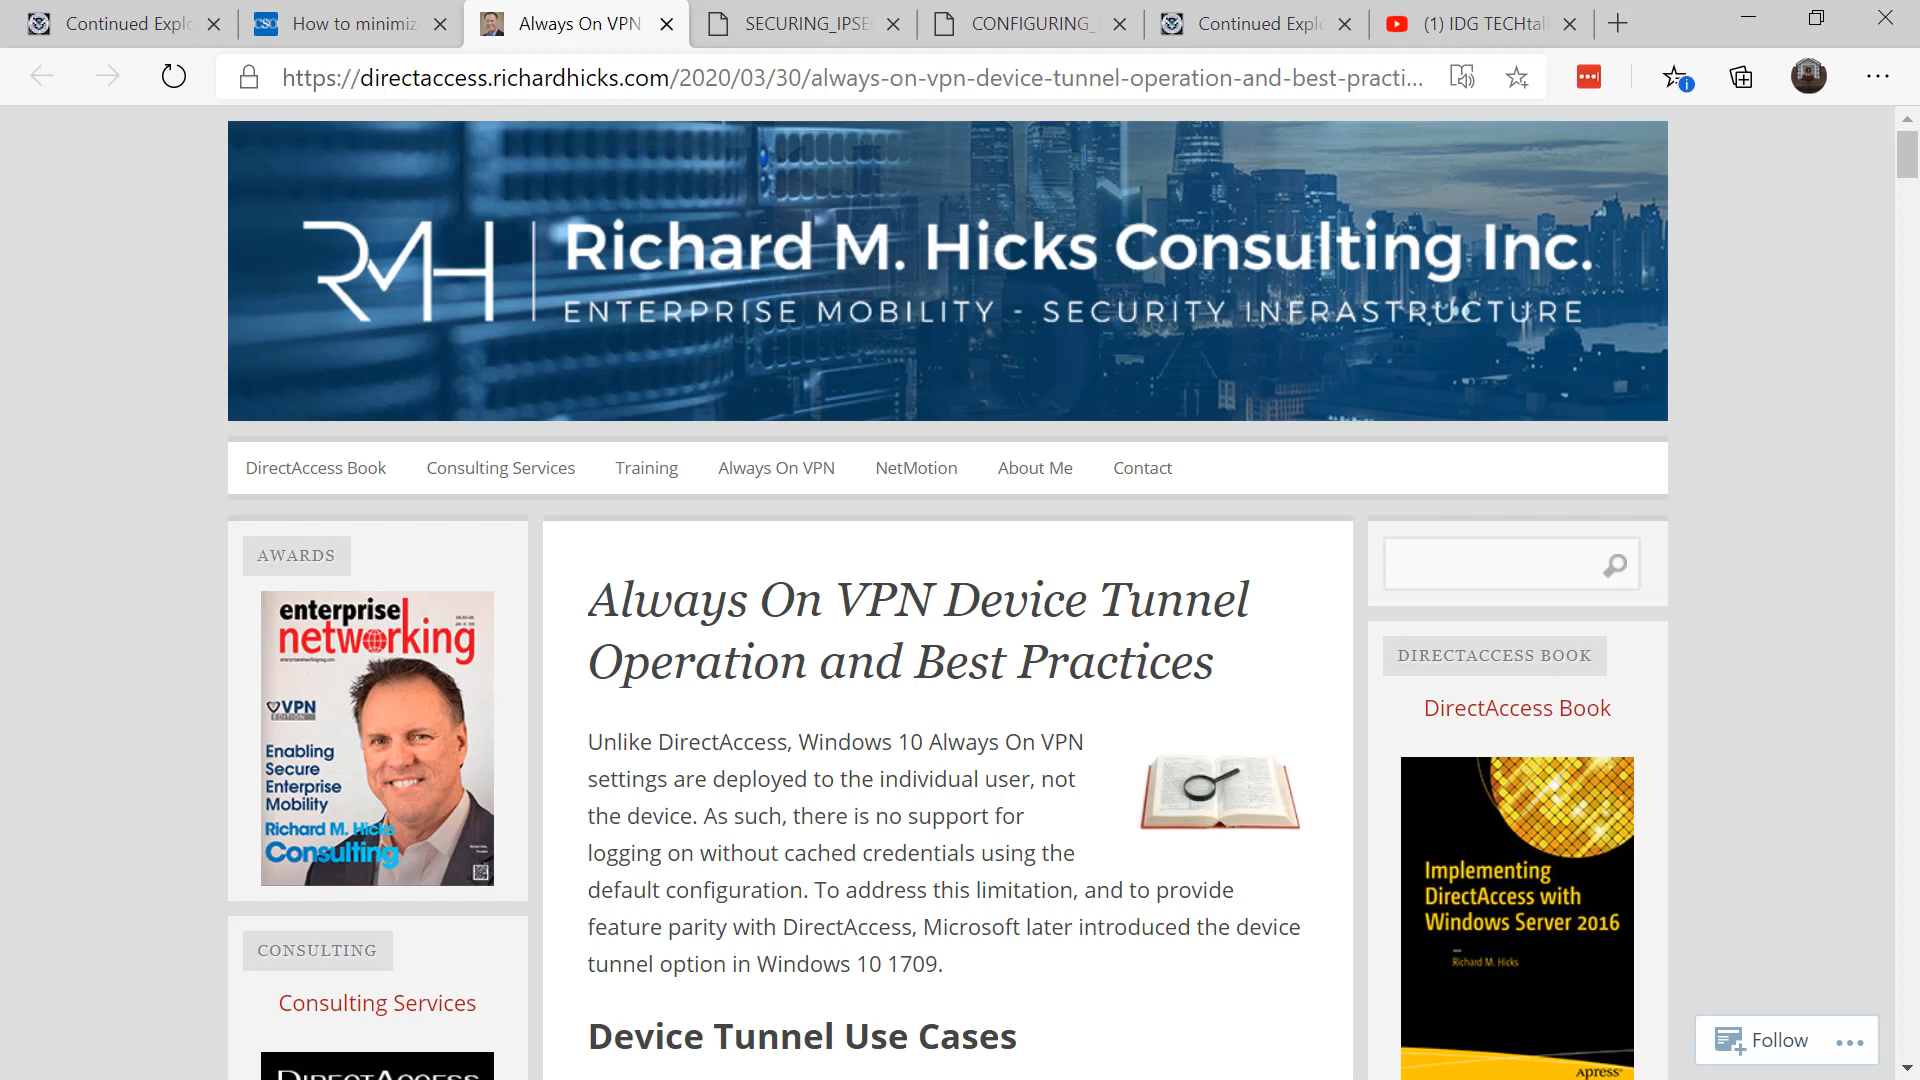 Continued Explo
How to minimiz
Always On VPN
SECURING_IPSE
CONFIGURING_
Continued Explo
(1) IDG TECHtal
https://directaccess.richardhicks.com/2020/03/30/always-on-vpn-device-tunnel-operation-and-best-practi...
RMH
Richard M. Hicks Consulting Inc.
ENTERPRISE MOBILITY - SECURITY INFRASTRUCTURE
DirectAccess Book
Consulting Services
Training
Always On VPN
NetMotion
About Me
Contact
AWARDS
enterprise
networking
VPN
EDITION
Enabling
Secure
Enterprise
Mobility
Richard M. Hicks
Consulting
CONSULTING
Consulting Services
DIRECTACCESS
Always On VPN Device Tunnel
Operation and Best Practices
Unlike DirectAccess, Windows 10 Always On VPN
settings are deployed to the individual user, not
the device. As such, there is no support for
logging on without cached credentials using the
default configuration. To address this limitation, and to provide
feature parity with DirectAccess, Microsoft later introduced the device
tunnel option in Windows 10 1709.
Device Tunnel Use Cases
DIRECTACCESS BOOK
DirectAccess Book
Implementing
DirectAccess with
Windows Server 2016
Richard M. Hicks
Apress
Follow